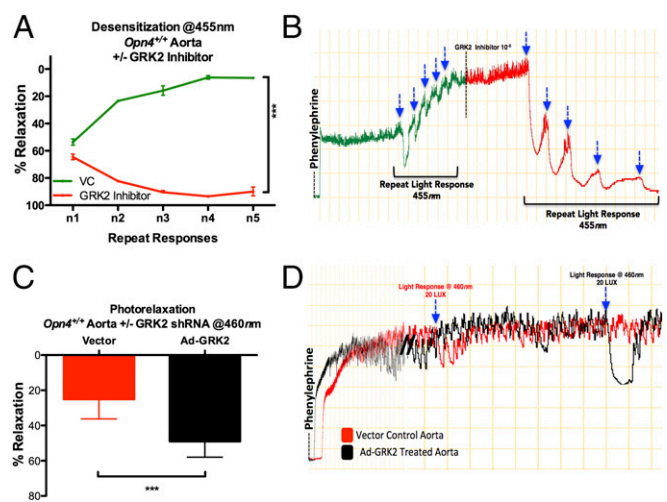 A
Desensitization @455nm
Opn4+/+ Aorta
+/- GRK2 Inhibitor
% Relaxation
0
20
40
60
80
100
VC
GRK2 Inhibitor
***
n1 n2 n3 n4 n5
Repeat Responses
B
GRK2 Inhibitor 10-5
Phenylephrine
Repeat Light Response
455nm
Repeat Light Response
455nm
C
Photorelaxation
Opn4+/+ Aorta +/- GRK2 shRNA @460nm
Vector Ad-GRK2
% Relaxation
0
20
40
60
80
***
D
Light Response @ 460nm
20 LUX
Light Response @ 460nm
20 LUX
Phenylephrine
Vector Control Aorta
Ad-GRK2 Treated Aorta